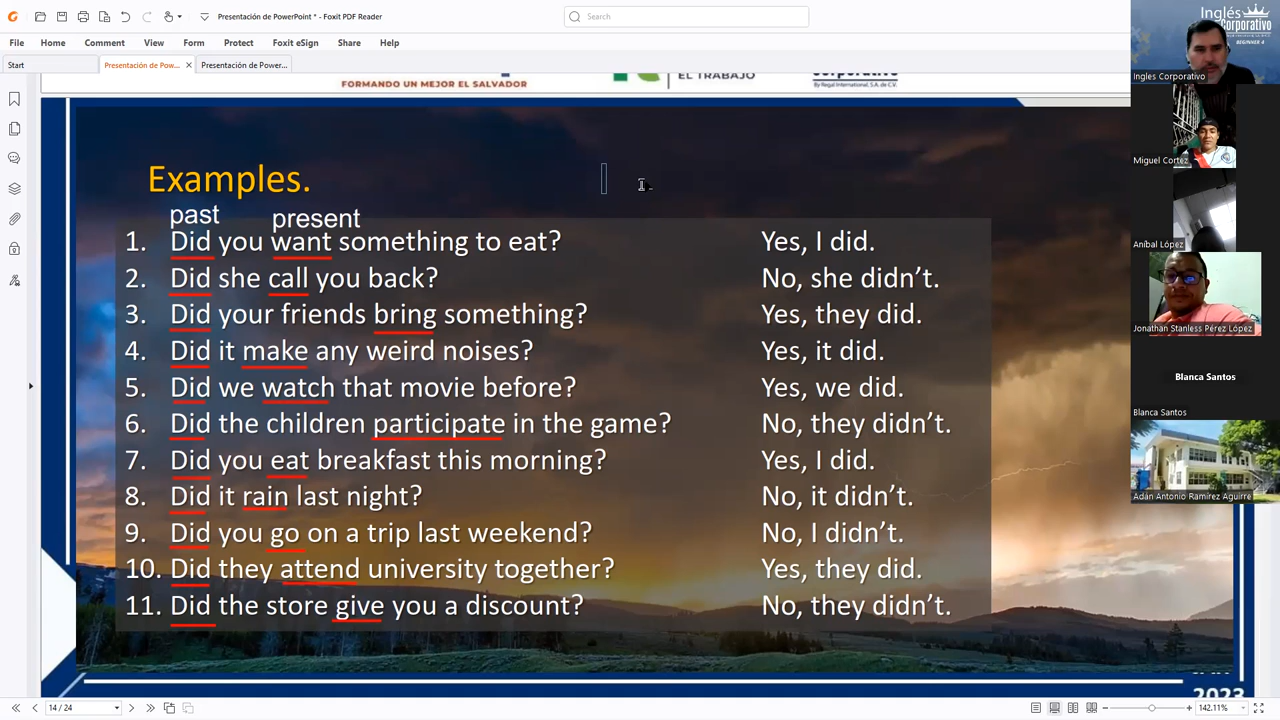 Presentación de PowerPoint * - Foxit PDF Reader
Search
File Home Comment View Form Protect Foxit eSign Share Help
Start
Presentación de Pow...
Presentación de Power...
FORMANDO UN MEJOR EL SALVADOR
EL TRABAJO
By Regal International, S.A. de C.V.
Examples.
past present
1. Did you want something to eat? Yes, I did.
2. Did she call you back? No, she didn't.
3. Did your friends bring something? Yes, they did.
4. Did it make any weird noises? Yes, it did.
5. Did we watch that movie before? Yes, we did.
6. Did the children participate in the game? No, they didn't.
7. Did you eat breakfast this morning? Yes, I did.
8. Did it rain last night? No, it didn't.
9. Did you go on a trip last weekend? No, I didn't.
10. Did they attend university together? Yes, they did.
11. Did the store give you a discount? No, they didn't.
2023
14 / 24
142.11%
Inglés
Corporativo
BEGINNER 4
Ingles Corporativo
Miguel Cortez
Aníbal López
Jonathan Stanless Pérez López
Blanca Santos
Blanca Santos
Adán Antonio Ramírez Aguirre